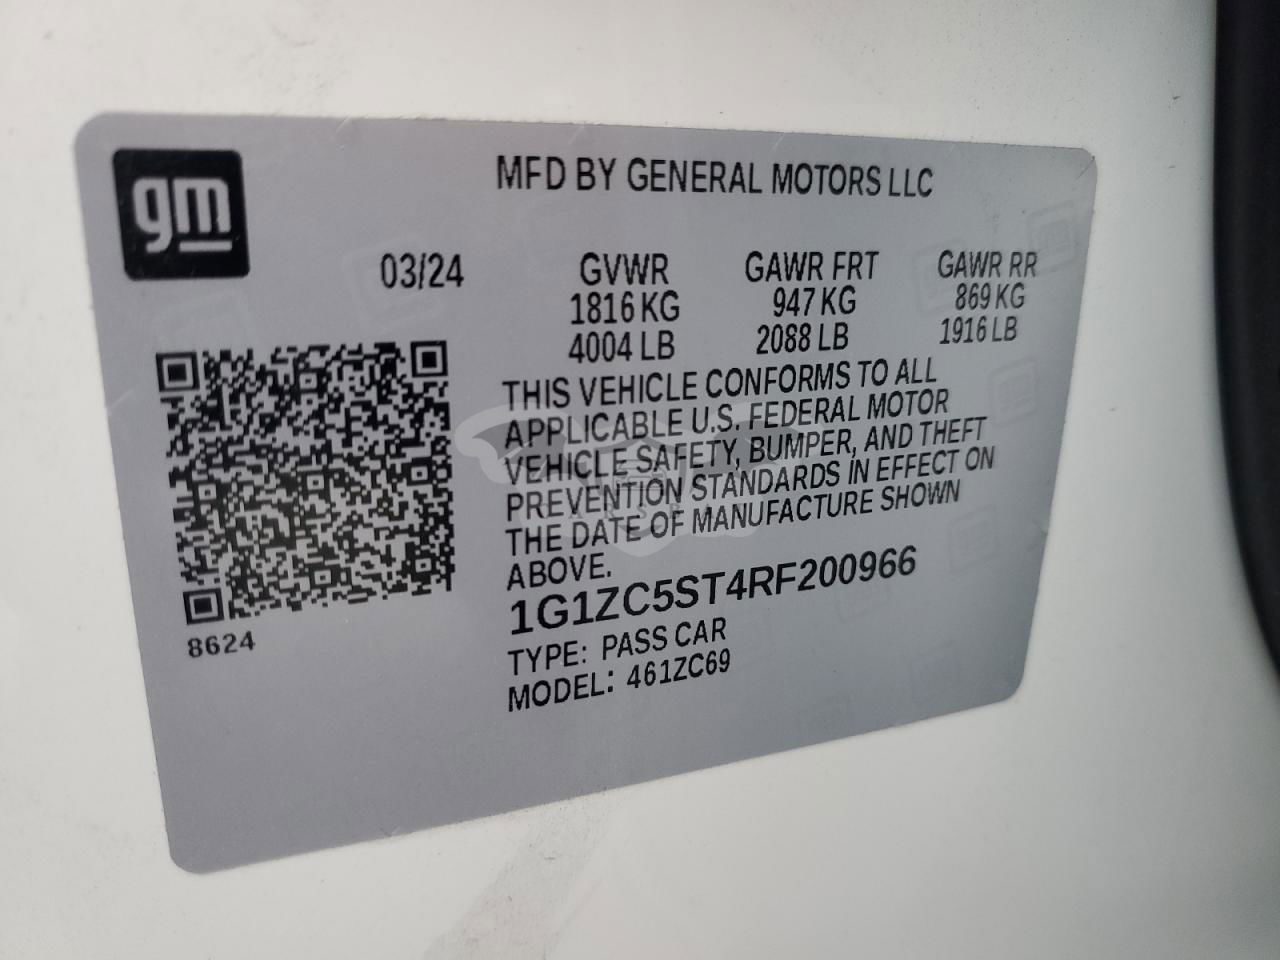 gm
MFD BY GENERAL MOTORS LLC
03/24 GVWR GAWR FRT GAWR RR
1816 KG 947 KG 869 KG
4004 LB 2088 LB 1916 LB
THIS VEHICLE CONFORMS TO ALL
APPLICABLE U.S. FEDERAL MOTOR
VEHICLE SAFETY, BUMPER, AND THEFT
PREVENTION STANDARDS IN EFFECT ON
THE DATE OF MANUFACTURE SHOWN
ABOVE.
1G1ZC5ST4RF200966
8624
TYPE: PASS CAR
MODEL: 461ZC69